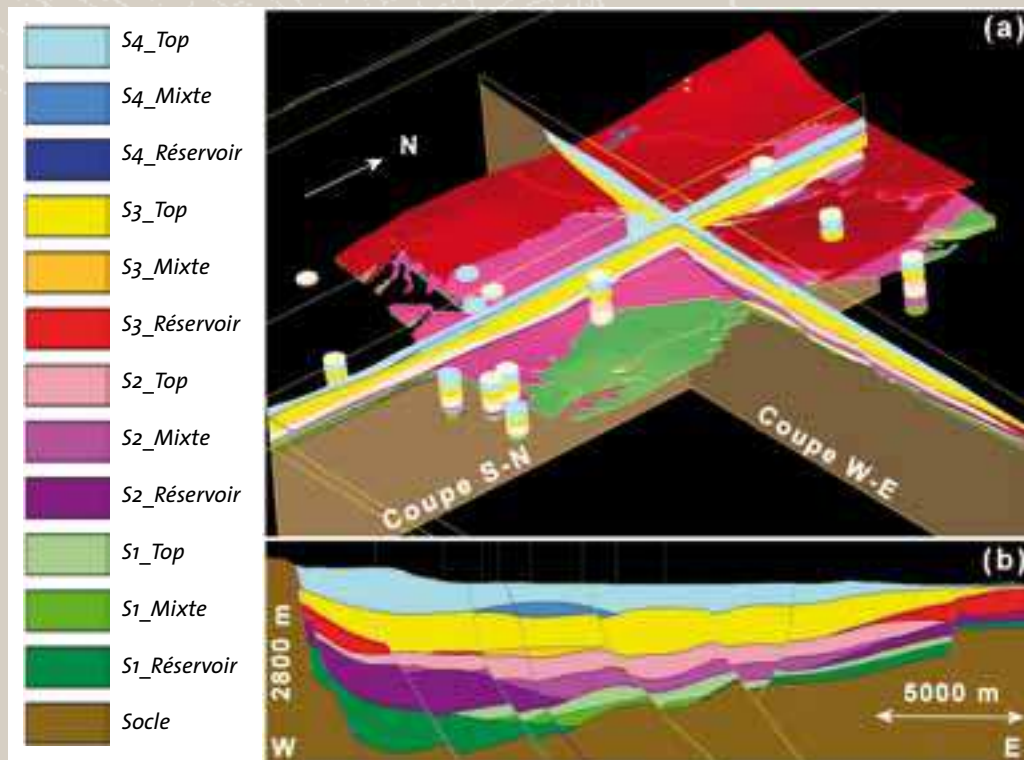 S4_Top
S4_Mixte
S4_Réservoir
S3_Top
S3_Mixte
S3_Réservoir
S2_Top
S2_Mixte
S2_Réservoir
S1_Top
S1_Mixte
S1_Réservoir
Socle
(a)
N
Coupe S-N
Coupe W-E
(b)
2800 m
5000 m
W
E